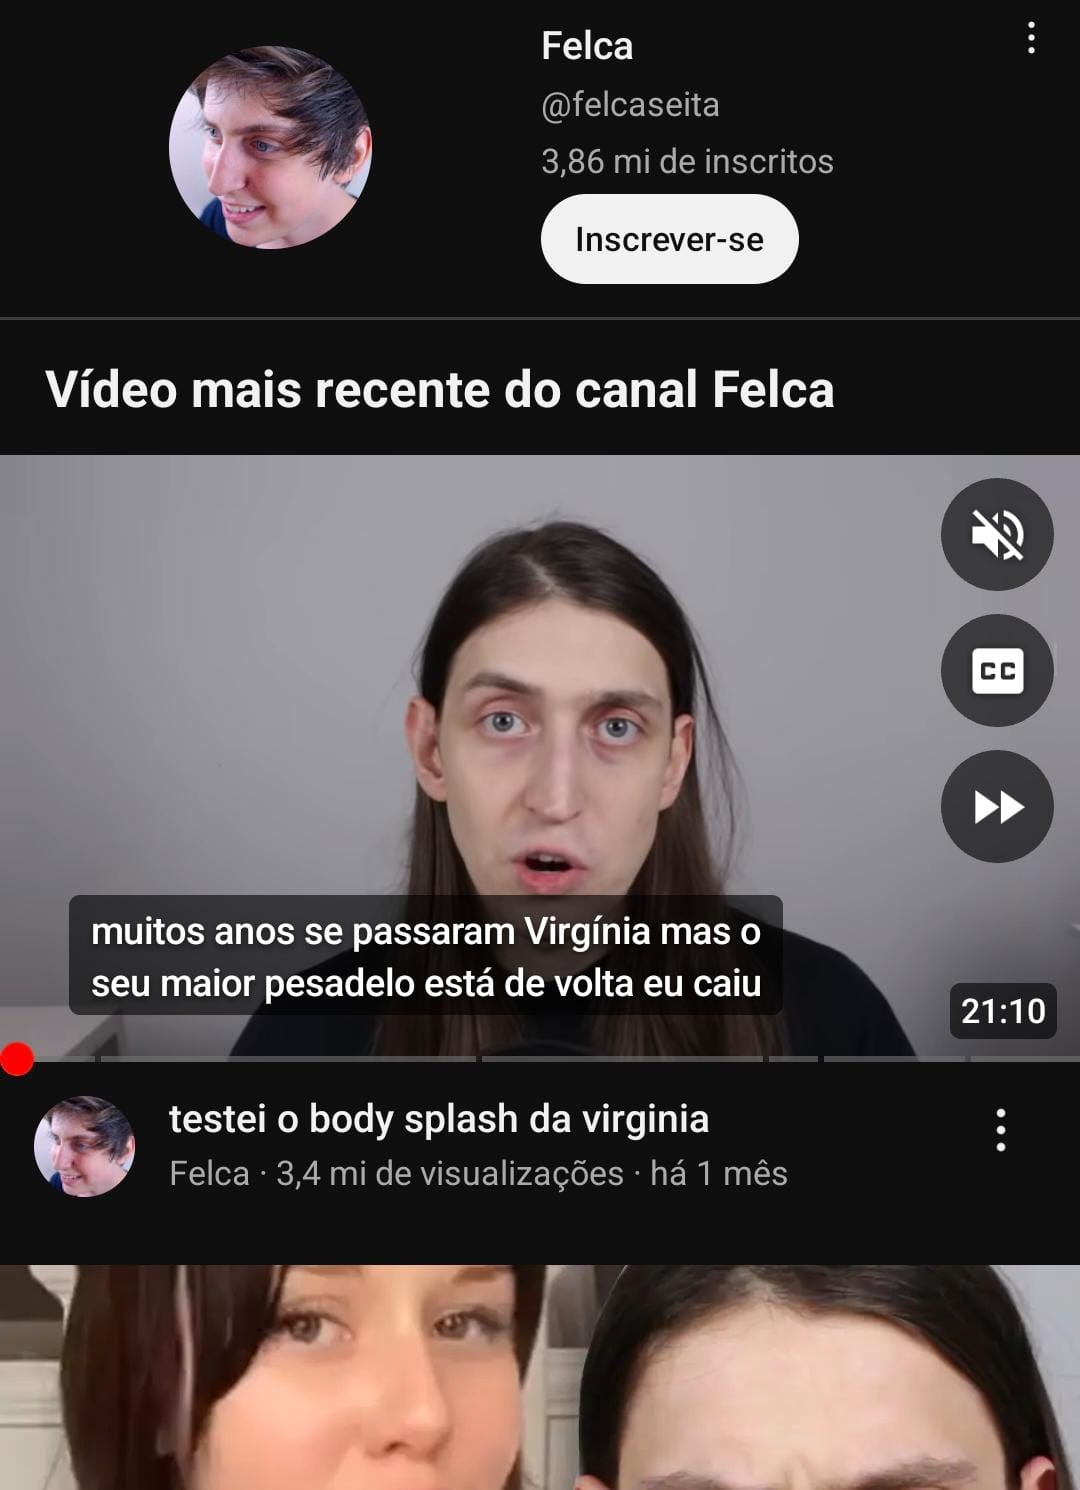 Felca
@felcaseita
3,86 mi de inscritos
Inscrever-se
Vídeo mais recente do canal Felca
CC
muitos anos se passaram Virgínia mas o
seu maior pesadelo está de volta eu caiu
21:10
testei o body splash da virginia
Felca · 3,4 mi de visualizações · há 1 mês